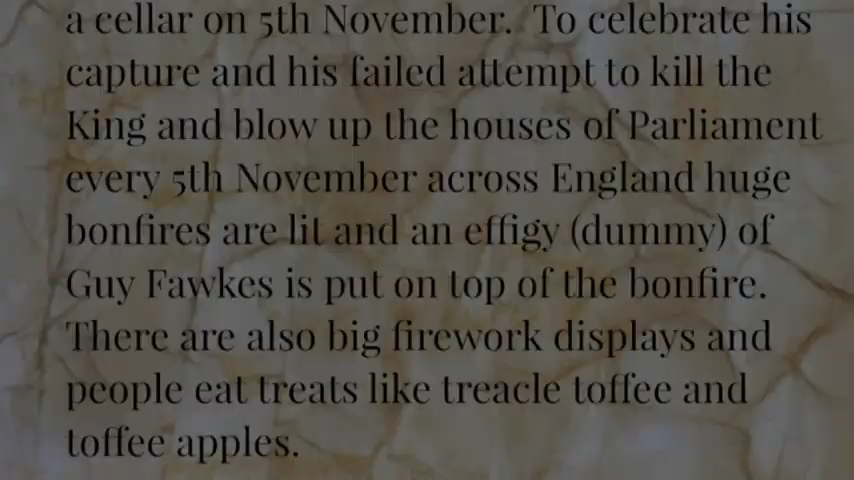 a cellar on 5th November.  To celebrate his
capture and his failed attempt to kill the
King and blow up the houses of Parliament
every 5th November across England huge
bonfires are lit and an effigy (dummy) of
Guy Fawkes is put on top of the bonfire.
There are also big firework displays and
people eat treats like treacle toffee and
toffee apples.